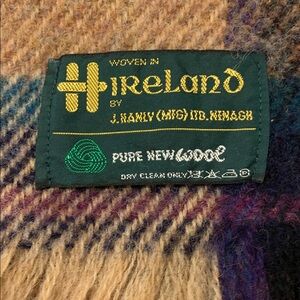 WOVEN IN
H IRELAND
BY
J. HANLY (MFG) LTD. NENAGH
PURE NEW WOOL
DRY CLEAN ONLY